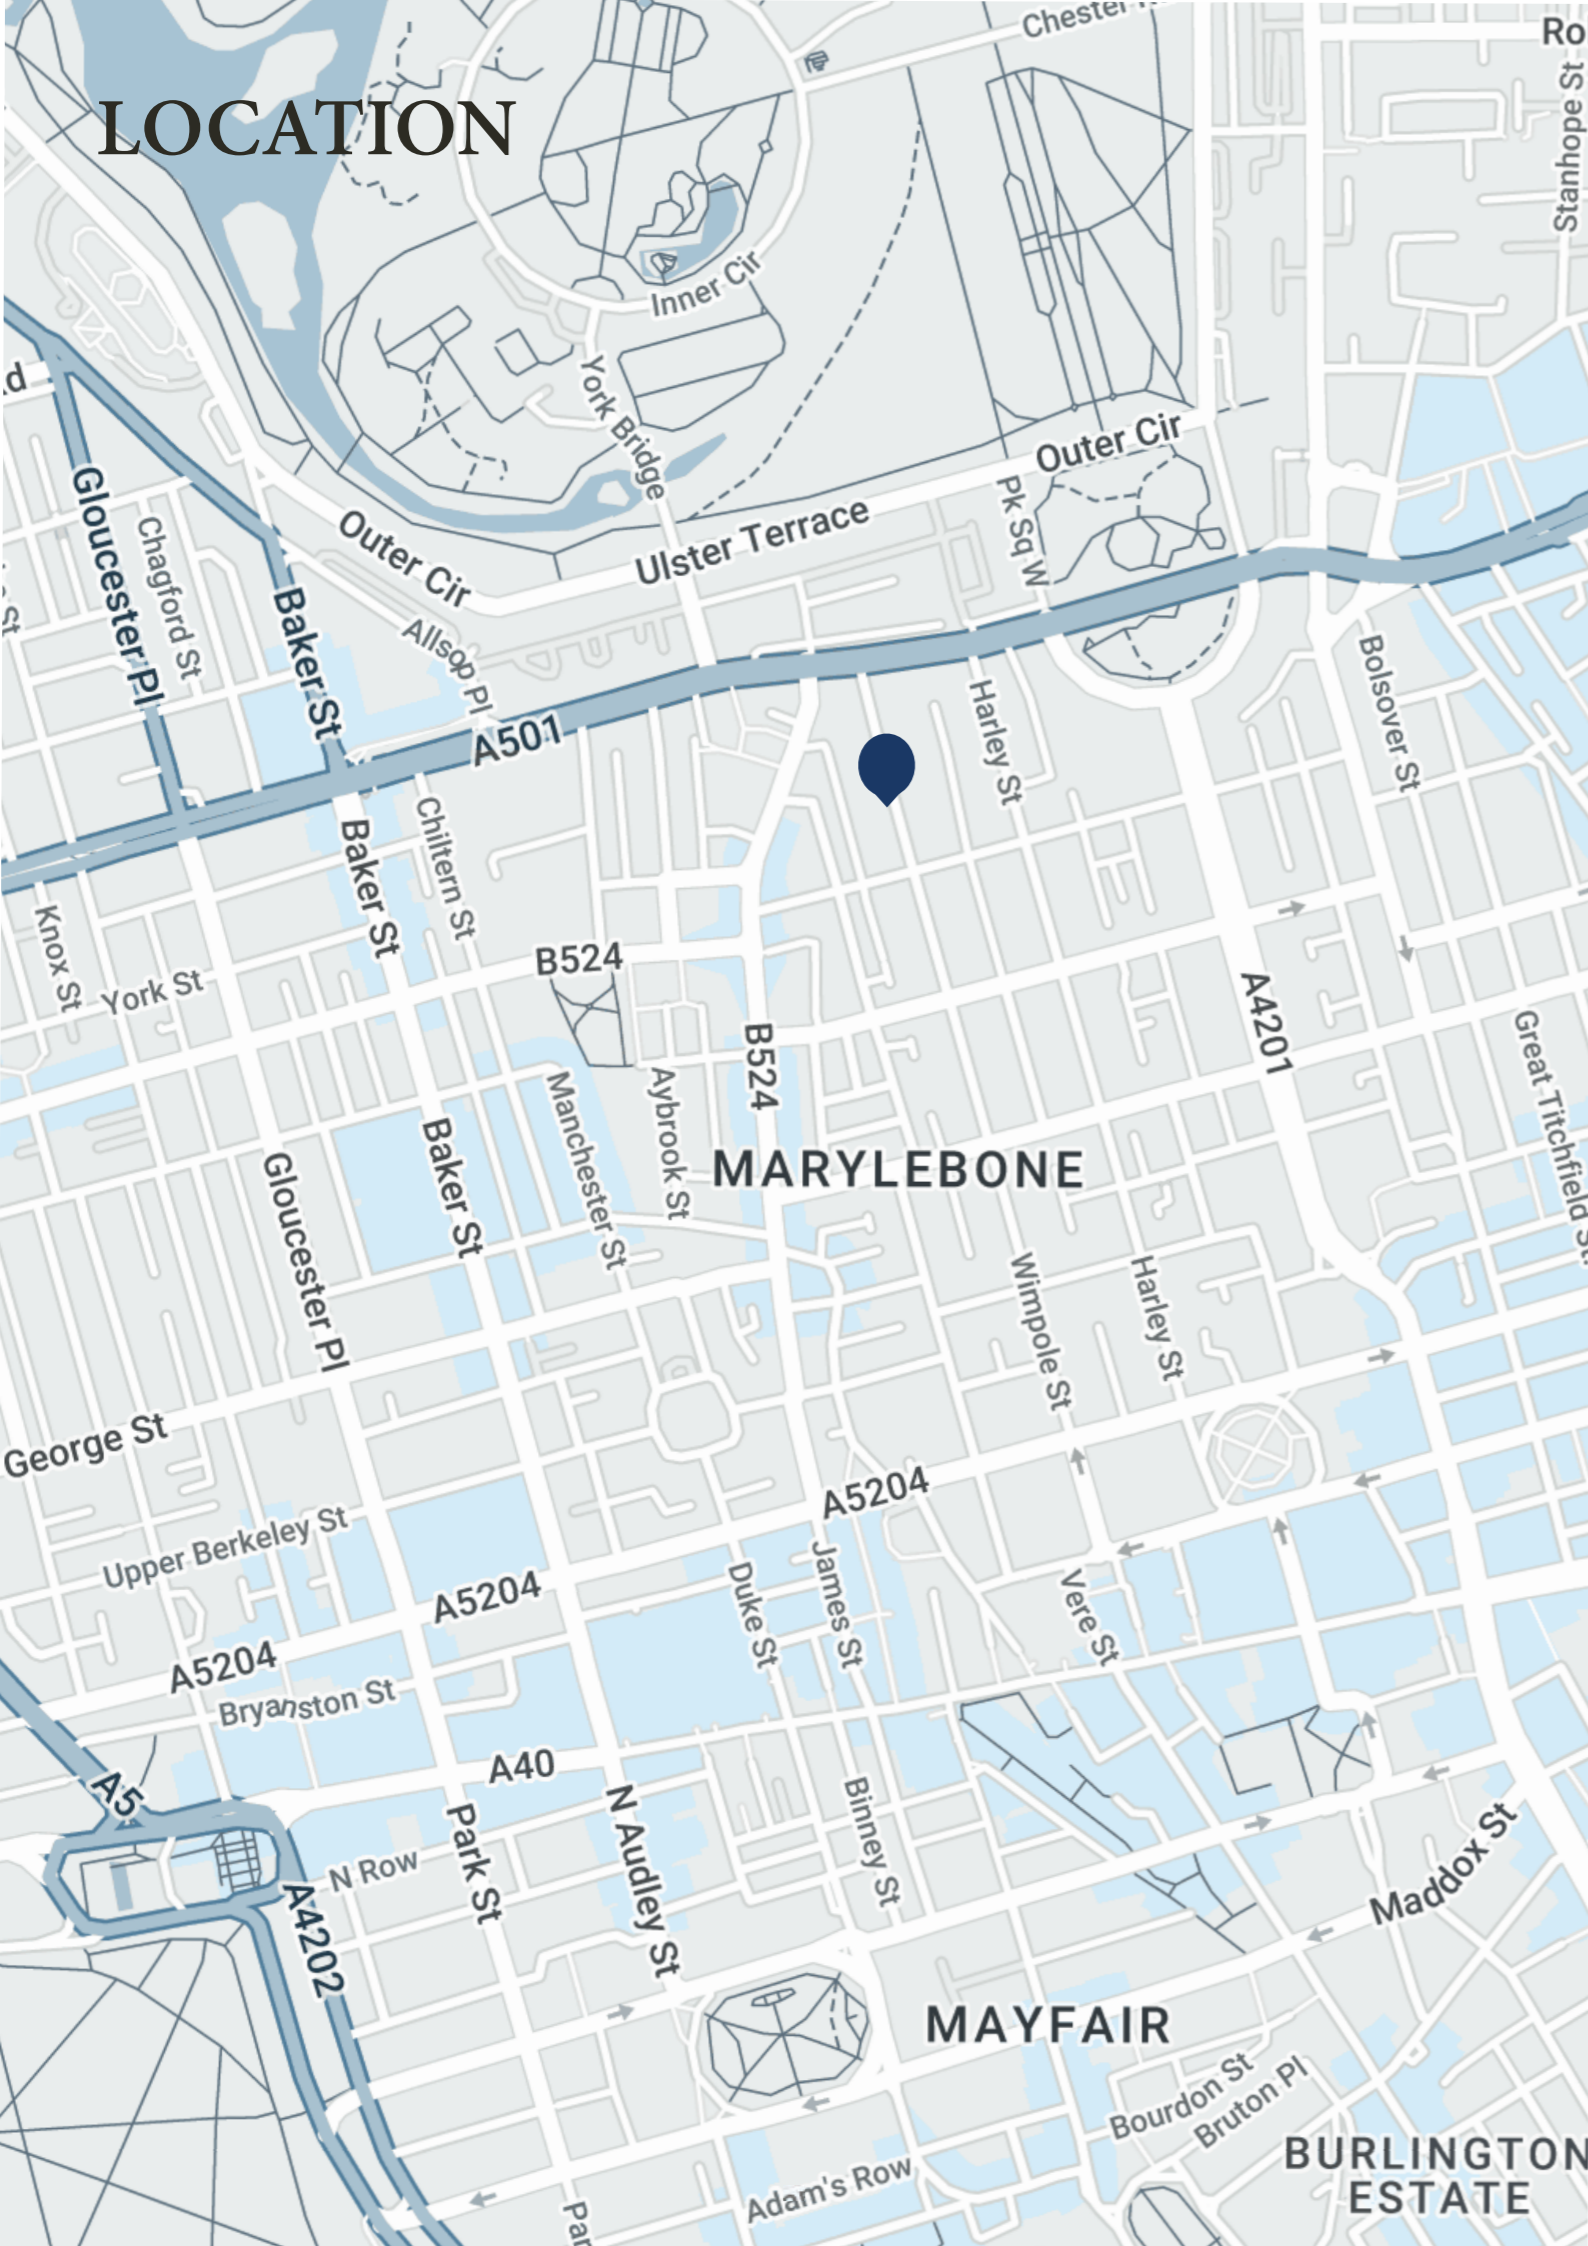 Chester
Ro
LOCATION
Stanhope St
Inner Cir
York Bridge
Outer Cir
Gloucester Pl
Chagford St
Outer Cir
Ulster Terrace
Pk Sq W
Baker St
Allsop Pl
Bolsover St
Harley St
A501
Chiltern St
Baker St
Knox St
York St
B524
A4201
B524
Great Titchfield St
Manchester St
Aybrook St
Baker St
MARYLEBONE
Gloucester Pl
Wimpole St
Harley St
George St
A5204
Upper Berkeley St
A5204
Duke St
James St
Vere St
A5204
Bryanston St
A40
A5
Park St
N Audley St
Binney St
N Row
Maddox St
A4202
MAYFAIR
Bourdon St
Bruton Pl
BURLINGTON
ESTATE
Adam's Row
Par